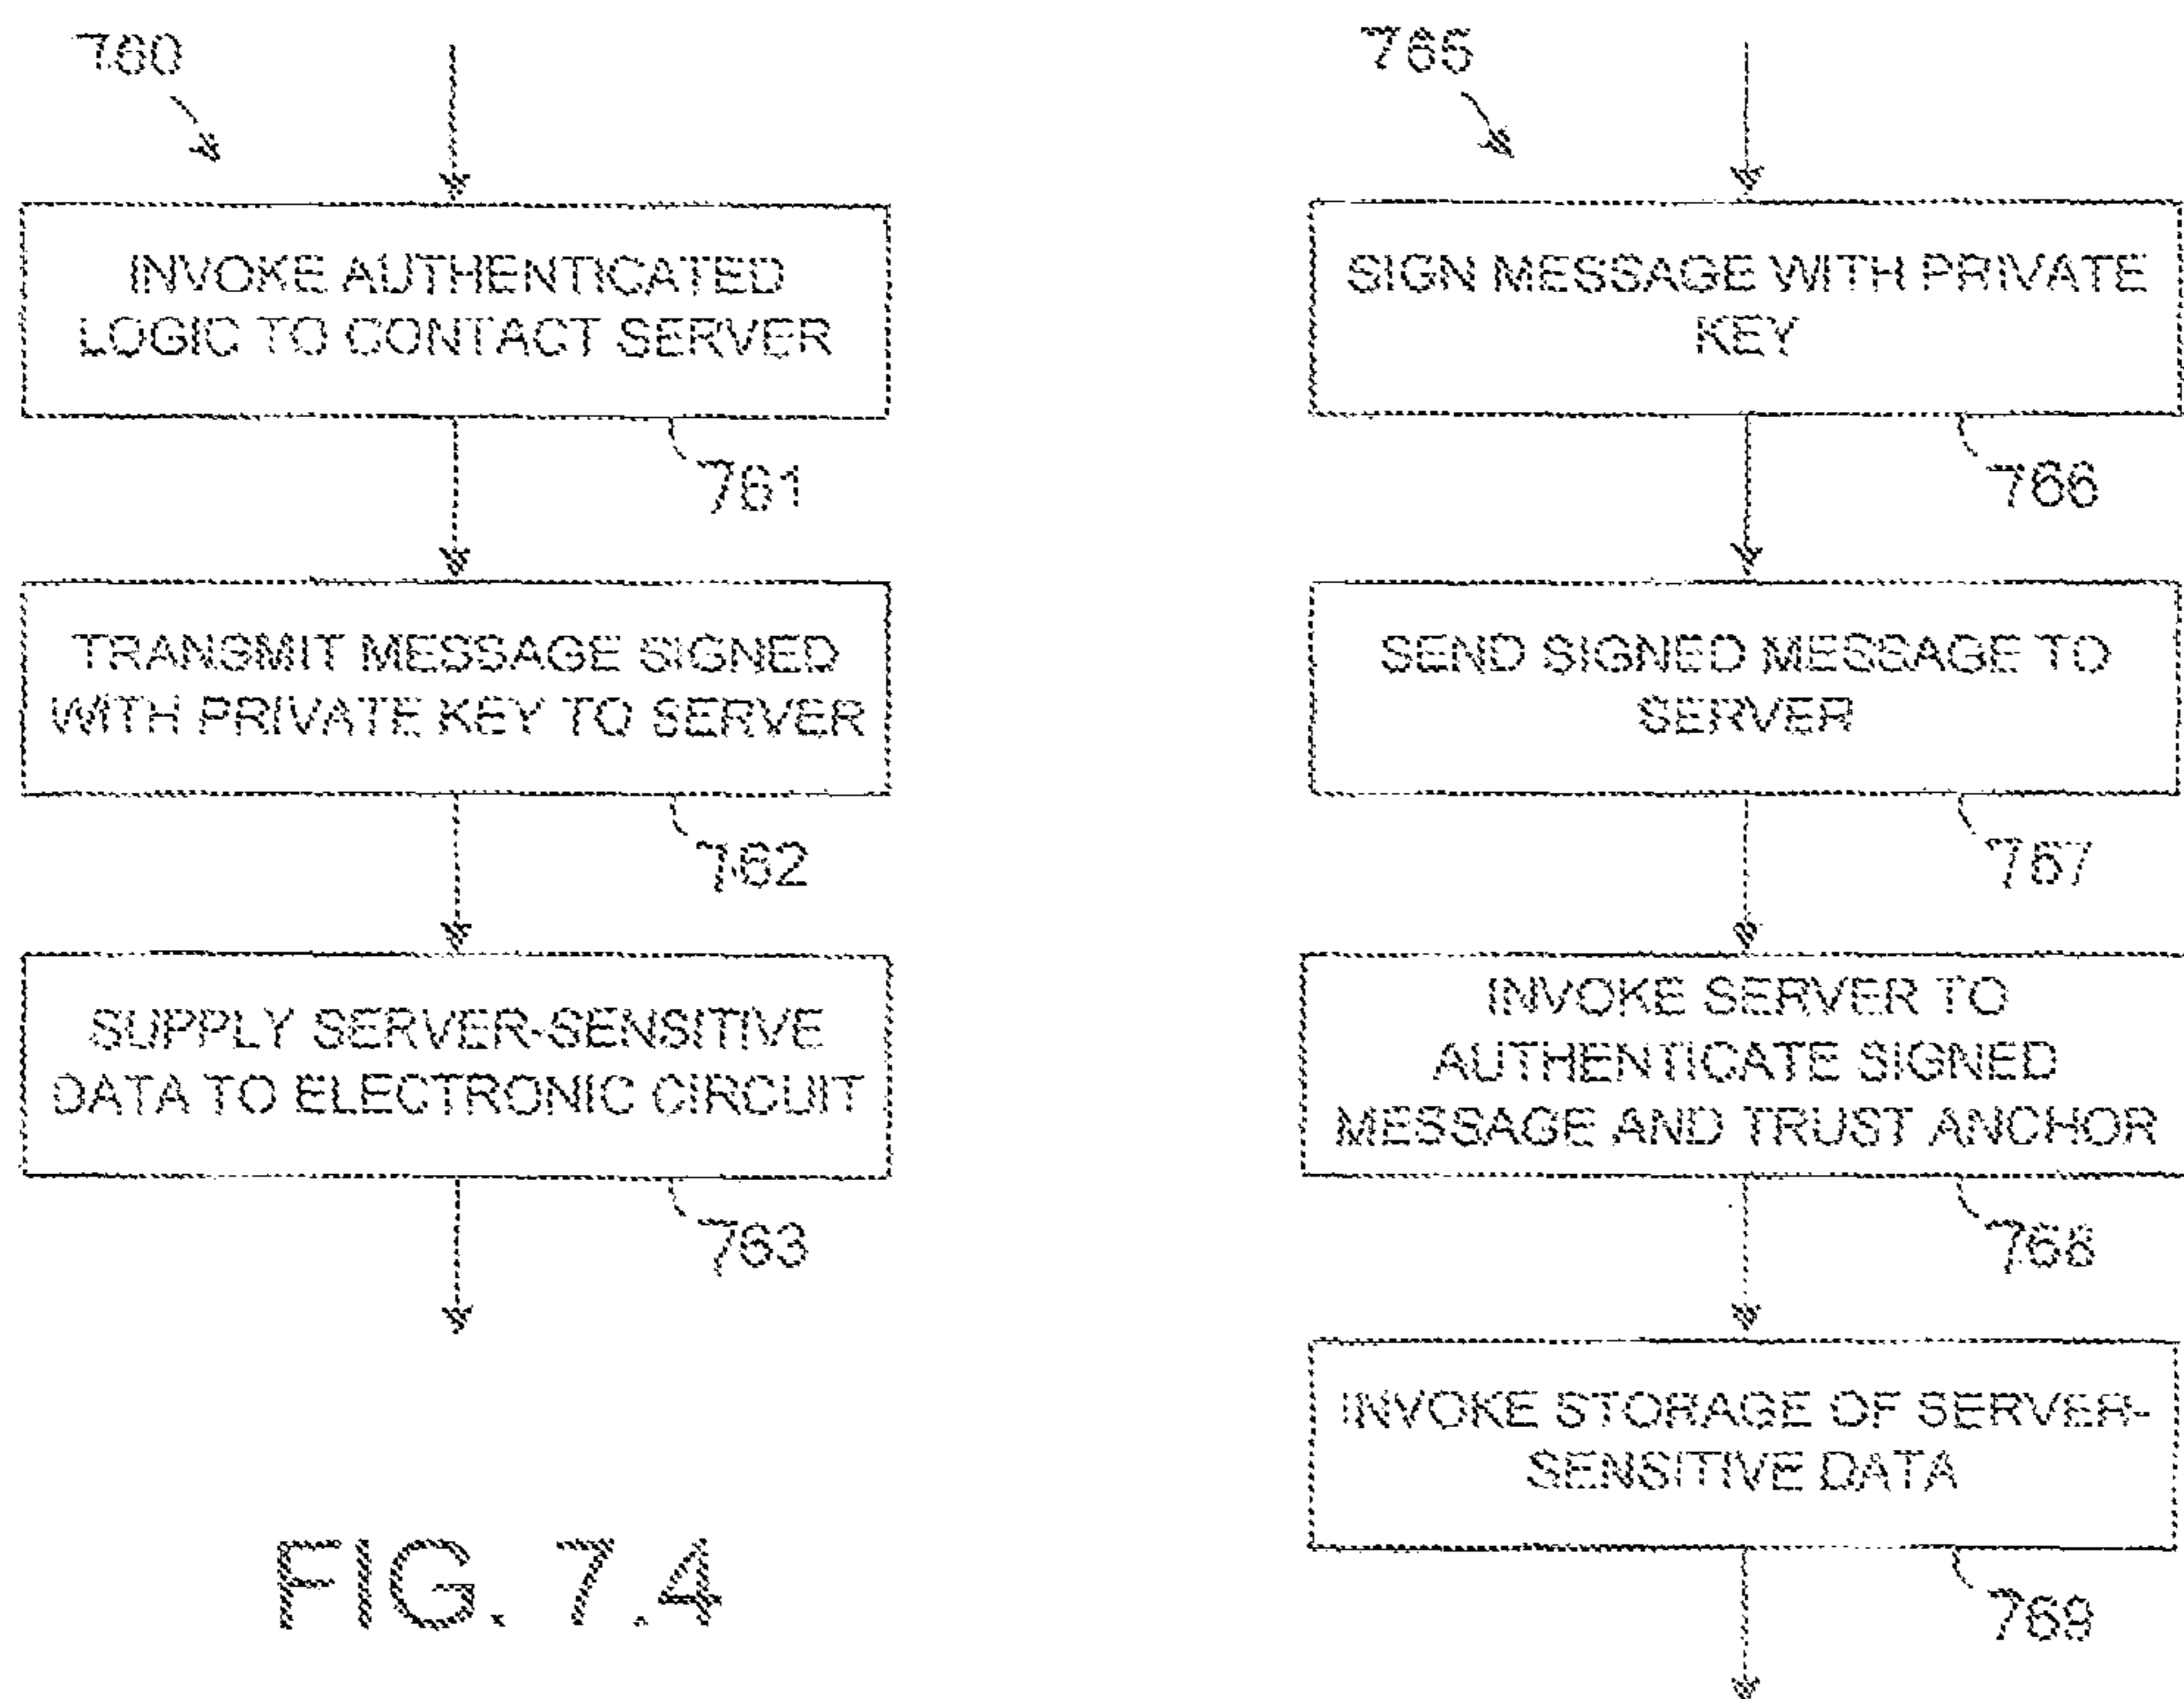 760
INVOKE AUTHENTICATED
LOGIC TO CONTACT SERVER
761
TRANSMIT MESSAGE SIGNED
WITH PRIVATE KEY TO SERVER
762
SUPPLY SERVER-SENSITIVE
DATA TO ELECTRONIC CIRCUIT
763
FIG. 7.4
765
SIGN MESSAGE WITH PRIVATE
KEY
766
SEND SIGNED MESSAGE TO
SERVER
767
INVOKE SERVER TO
AUTHENTICATE SIGNED
MESSAGE AND TRUST ANCHOR
768
INVOKE STORAGE OF SERVER-
SENSITIVE DATA
769